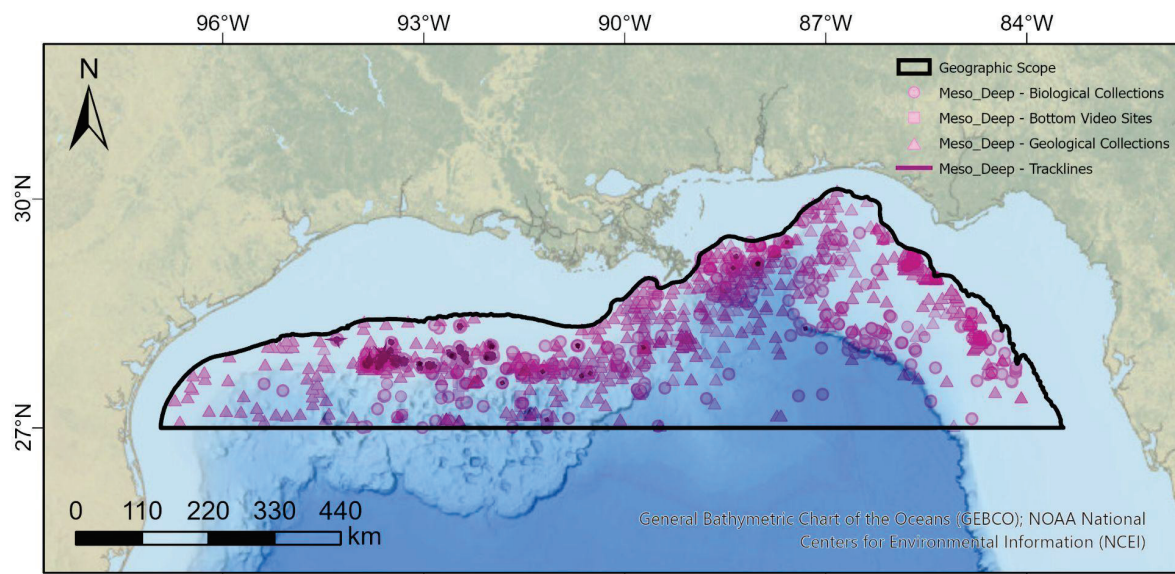 96°W 93°W 90°W 87°W 84°W
N
Geographic Scope
Meso_Deep - Biological Collections
Meso_Deep - Bottom Video Sites
Meso_Deep - Geological Collections
Meso_Deep - Tracklines
30°N
27°N
0 110 220 330 440
km
General Bathymetric Chart of the Oceans (GEBCO); NOAA National
Centers for Environmental Information (NCEI)